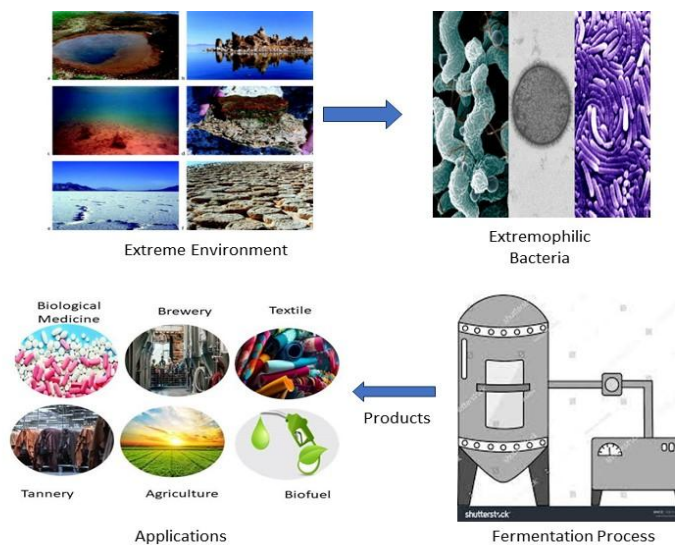 Extreme Environment
Extremophilic
Bacteria
Biological
Medicine
Brewery
Textile
Tannery
Agriculture
Biofuel
Applications
Products
shutterstock
Fermentation Process